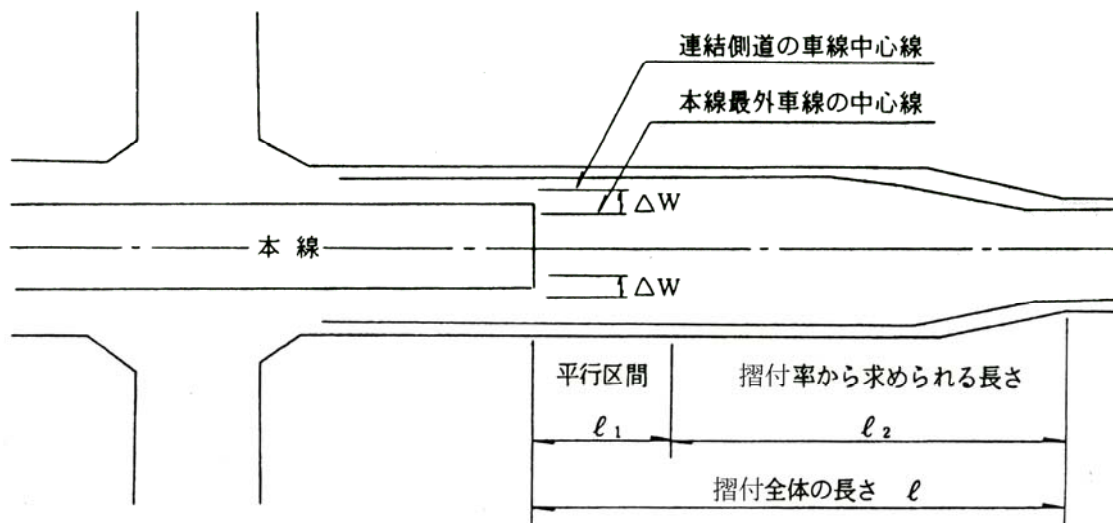 連結側道の車線中心線
本線最外車線の中心線
△W
本線
△W
平行区間
摺付率から求められる長さ
ℓ1
ℓ2
摺付全体の長さ ℓ